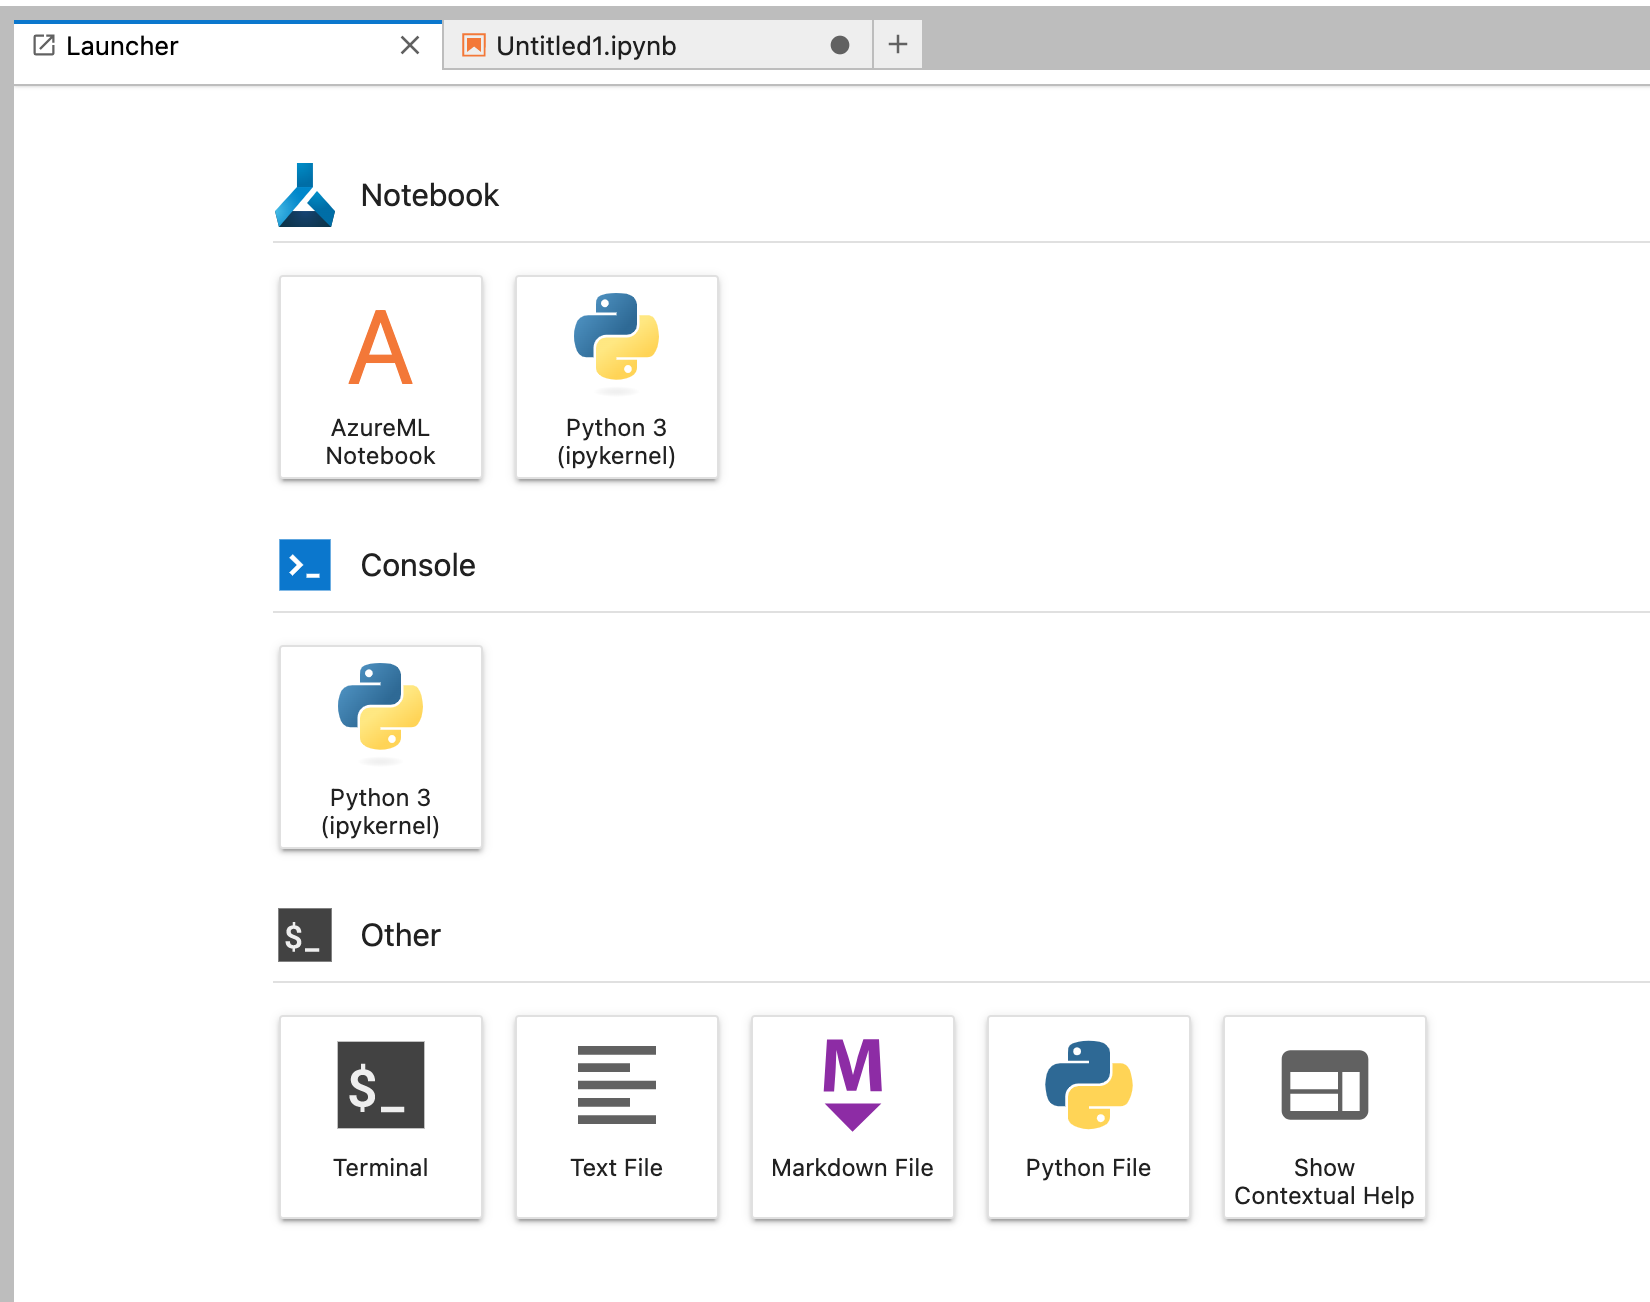 Launcher
Untitled1.ipynb
Notebook
A
AzureML
Notebook
Python 3
(ipykernel)
>_
Console
Python 3
(ipykernel)
$_
Other
$_
Terminal
Text File
M
Markdown File
Python File
Show
Contextual Help